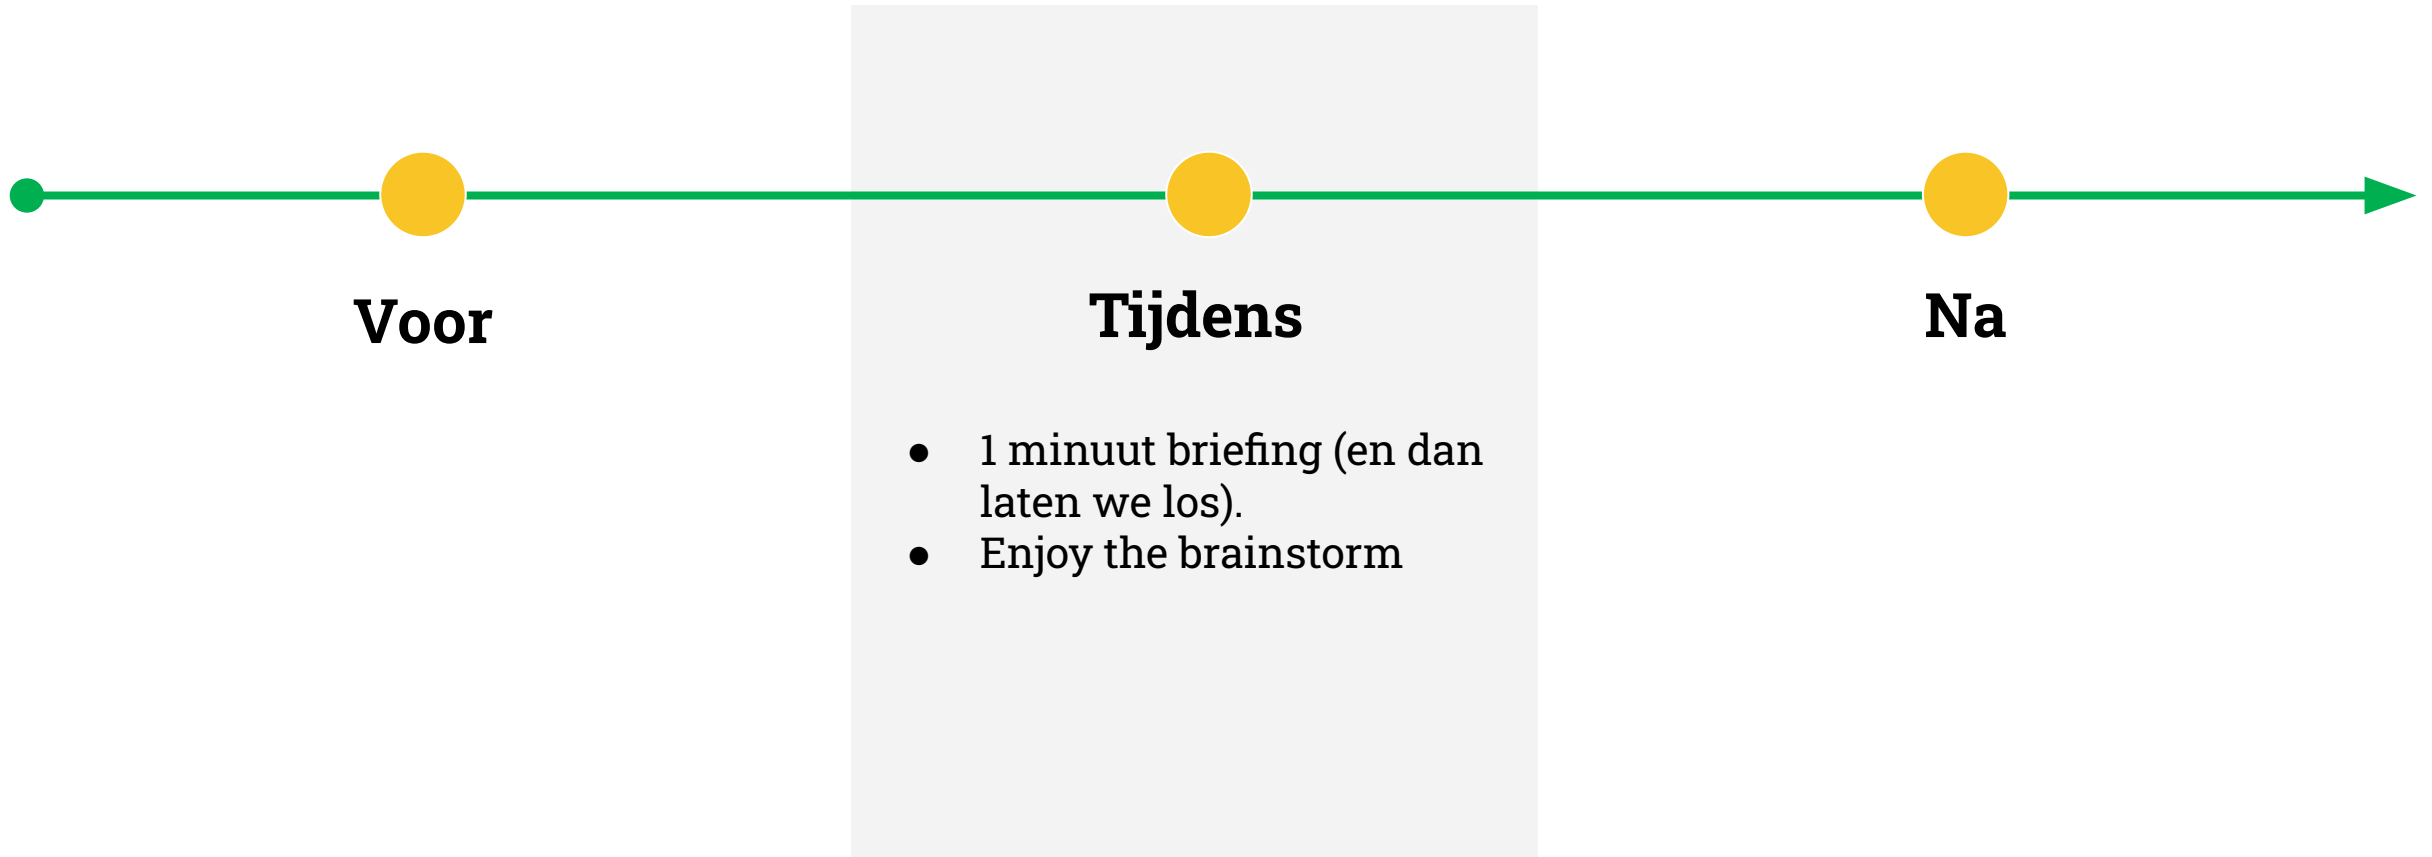 Voor
Tijdens
Na
● 1 minuut briefing (en dan
laten we los).
● Enjoy the brainstorm